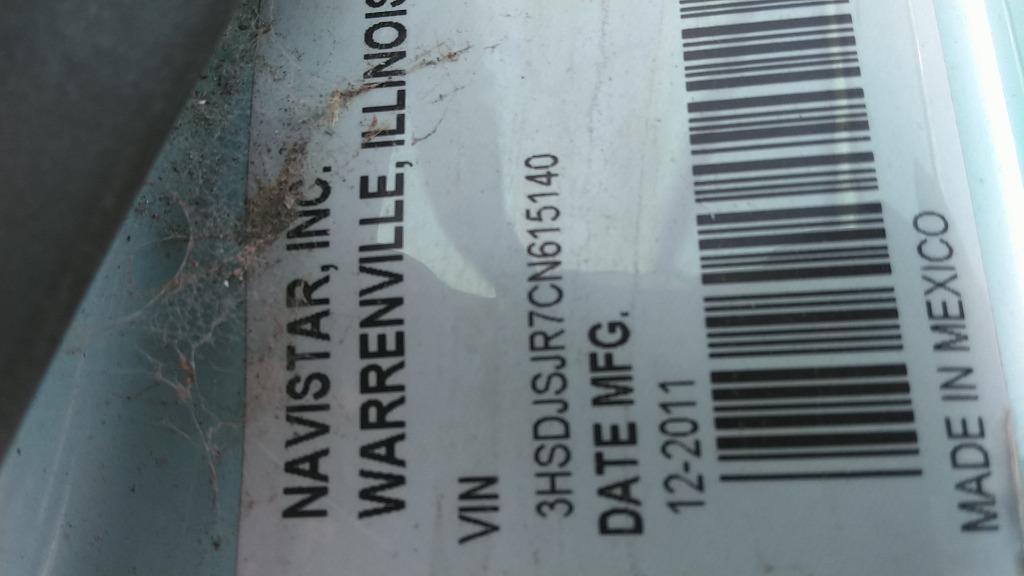 NAVISTAR, INC.
WARRENVILLE, ILLINOIS
VIN
3HSDJSJR7CN615140
DATE MFG.
12-2011
MADE IN MEXICO